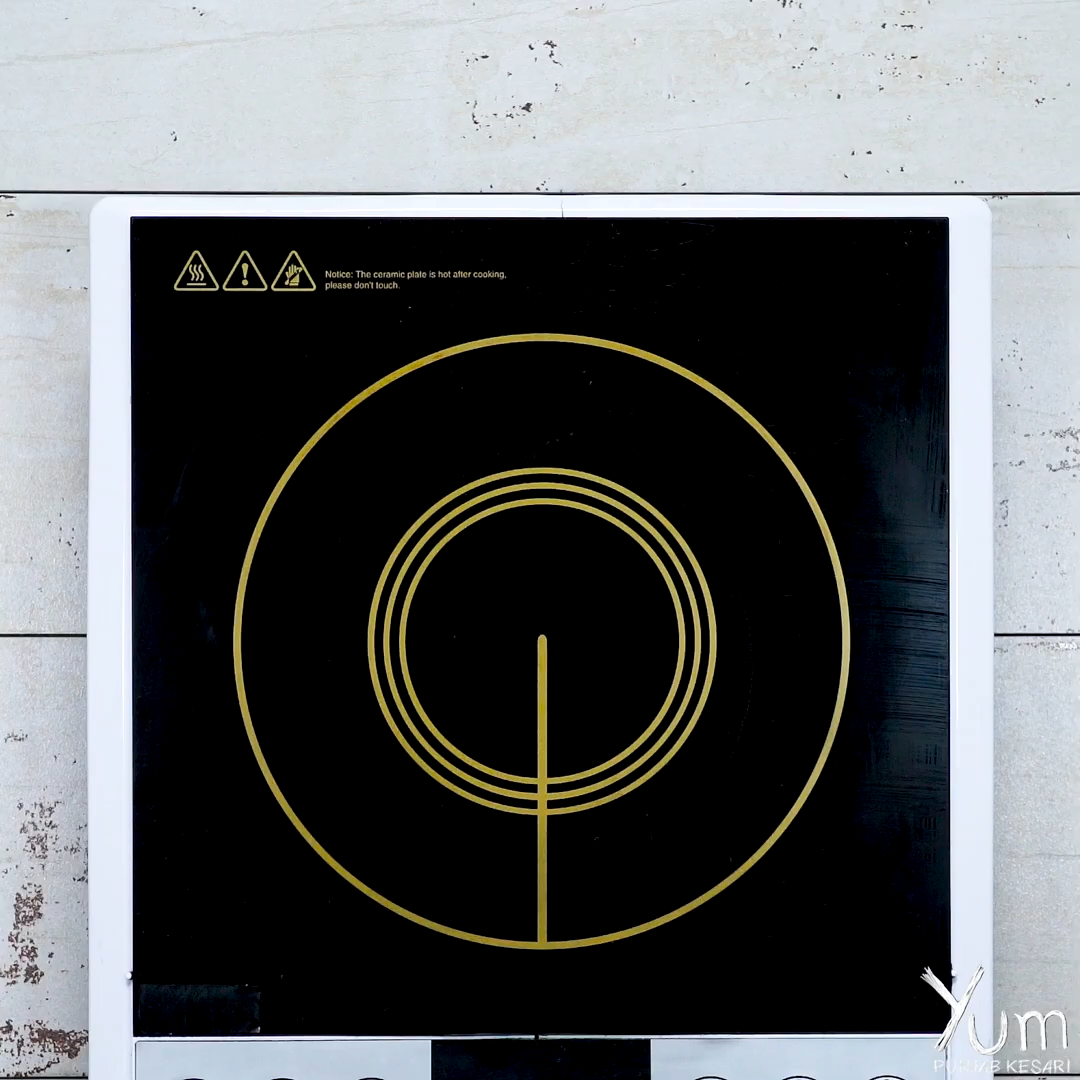 Notice: The ceramic plate is hot after cooking,
please don't touch.
Yum
PUNJAB KESARI